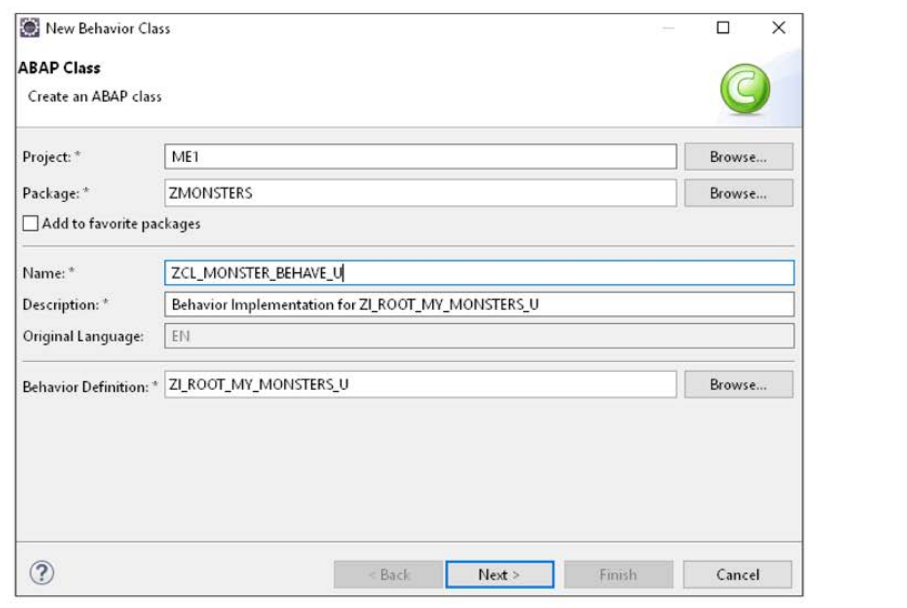 New Behavior Class
ABAP Class
Create an ABAP class
C
Project: * ME1 Browse...
Package: * ZMONSTERS Browse...
Add to favorite packages
Name: * ZCL_MONSTER_BEHAVE_U
Description: * Behavior Implementation for ZI_ROOT_MY_MONSTERS_U
Original Language: EN
Behavior Definition: * ZI_ROOT_MY_MONSTERS_U Browse...
? < Back Next > Finish Cancel